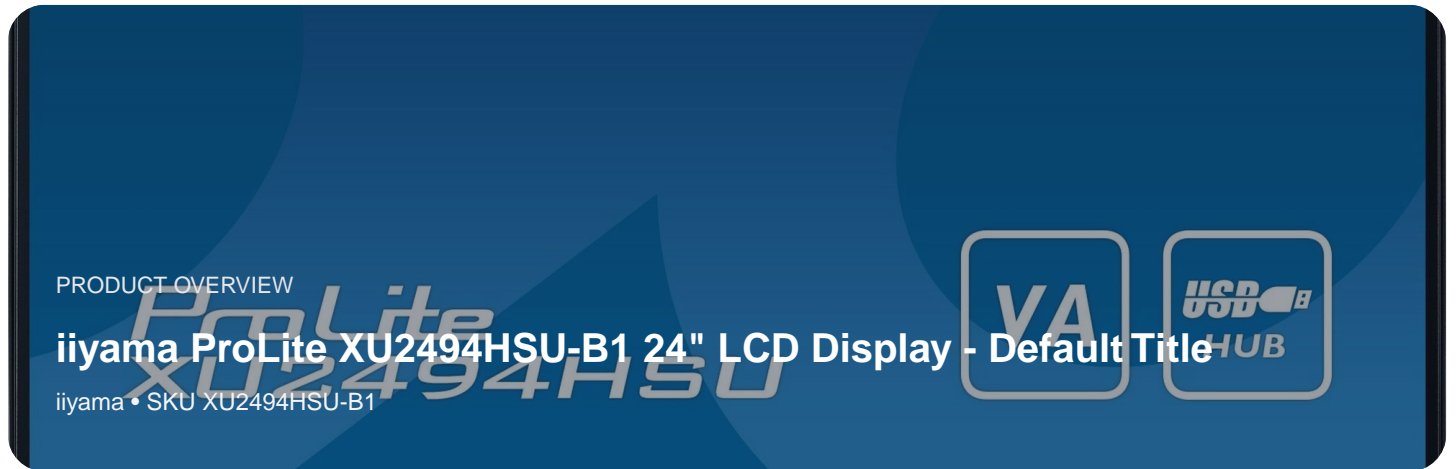 PRODUCT OVERVIEW
ProLite
iiyama ProLite XU2494HSU-B1 24" LCD Display - Default Title
XU2494HSU
iiyama • SKU XU2494HSU-B1
VA
USB
HUB